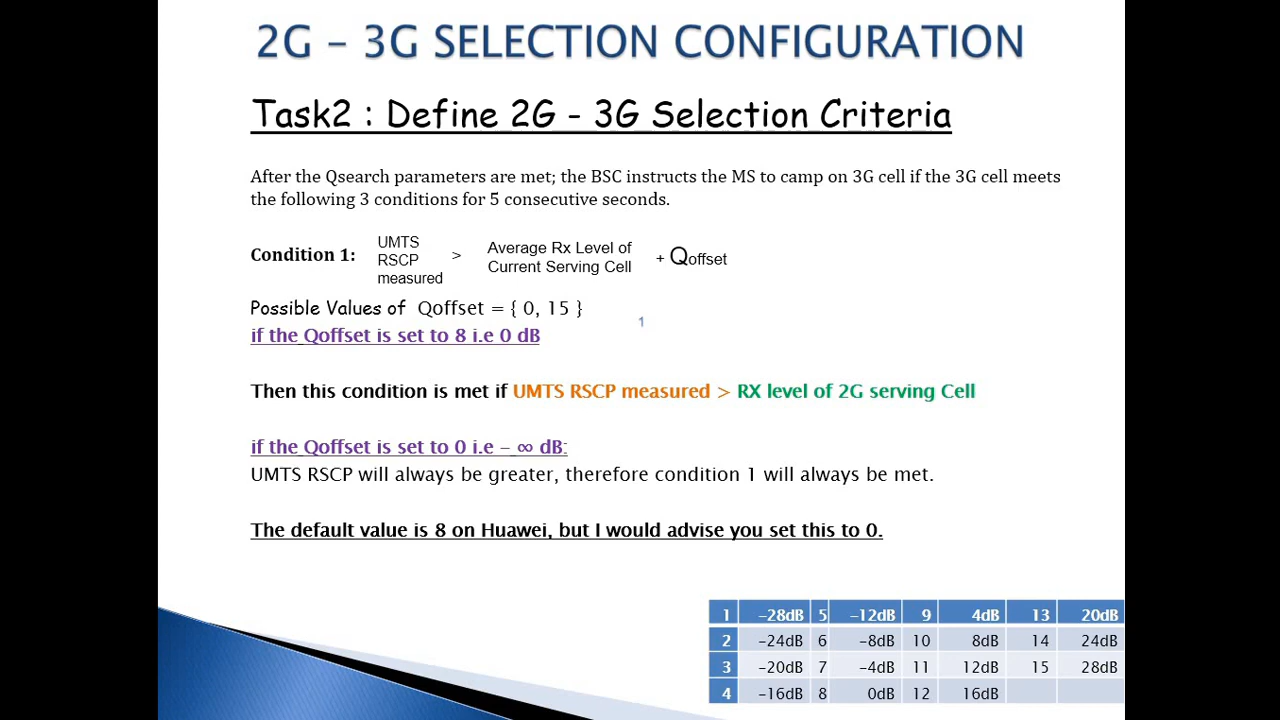 2G – 3G SELECTION CONFIGURATION
Task2 : Define 2G - 3G Selection Criteria
After the Qsearch parameters are met; the BSC instructs the MS to camp on 3G cell if the 3G cell meets
the following 3 conditions for 5 consecutive seconds.
Condition 1: UMTS RSCP measured > Average Rx Level of Current Serving Cell + Qoffset
Possible Values of Qoffset = { 0, 15 }
1
if the Qoffset is set to 8 i.e 0 dB
Then this condition is met if UMTS RSCP measured > RX level of 2G serving Cell
if the Qoffset is set to 0 i.e – ∞ dB:
UMTS RSCP will always be greater, therefore condition 1 will always be met.
The default value is 8 on Huawei, but I would advise you set this to 0.
1 –28dB 5 –12dB 9 4dB 13 20dB
2 –24dB 6 –8dB 10 8dB 14 24dB
3 –20dB 7 –4dB 11 12dB 15 28dB
4 –16dB 8 0dB 12 16dB